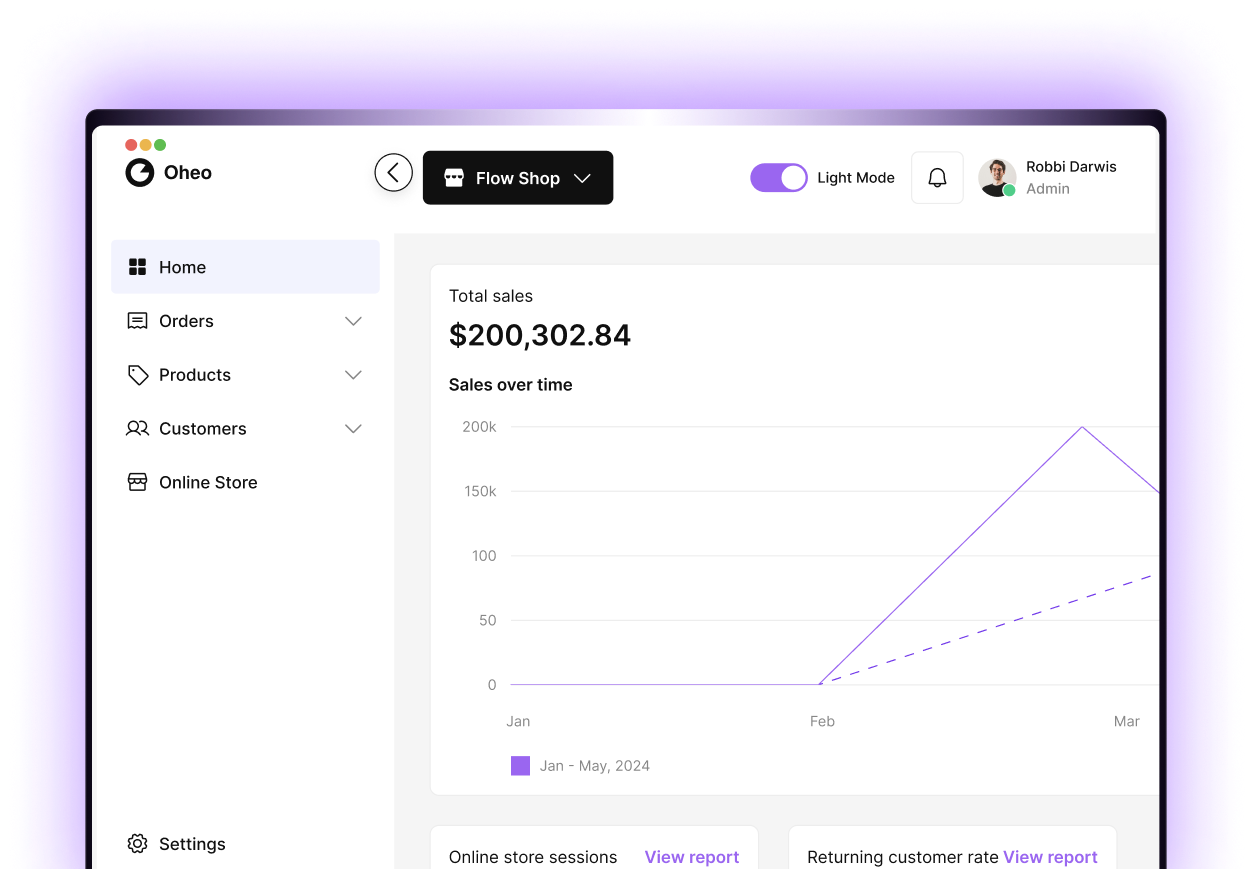 Oheo
Flow Shop
Light Mode
Robbi Darwis
Admin
Home
Orders
Products
Customers
Online Store
Settings
Total sales
$200,302.84
Sales over time
200k
150k
100
50
0
Jan Feb Mar
Jan - May, 2024
Online store sessions View report
Returning customer rate View report